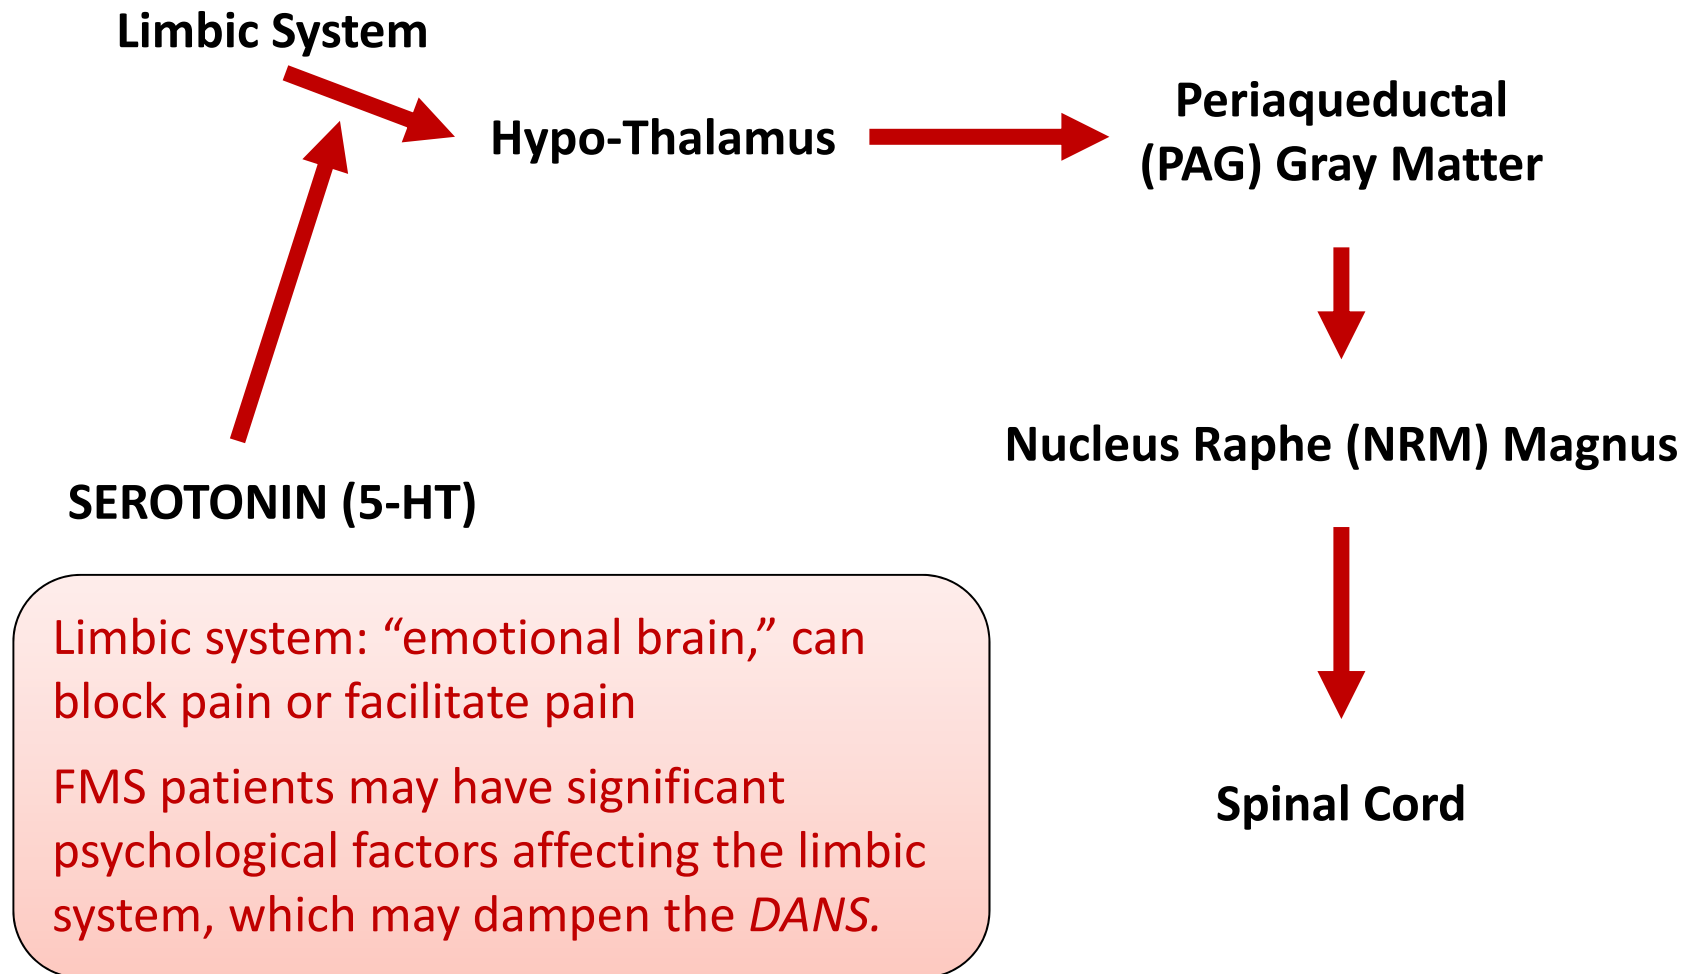 Limbic System
Hypo-Thalamus
Periaqueductal
(PAG) Gray Matter
Nucleus Raphe (NRM) Magnus
SEROTONIN (5-HT)
Limbic system: “emotional brain,” can
block pain or facilitate pain
FMS patients may have significant
psychological factors affecting the limbic
system, which may dampen the DANS.
Spinal Cord